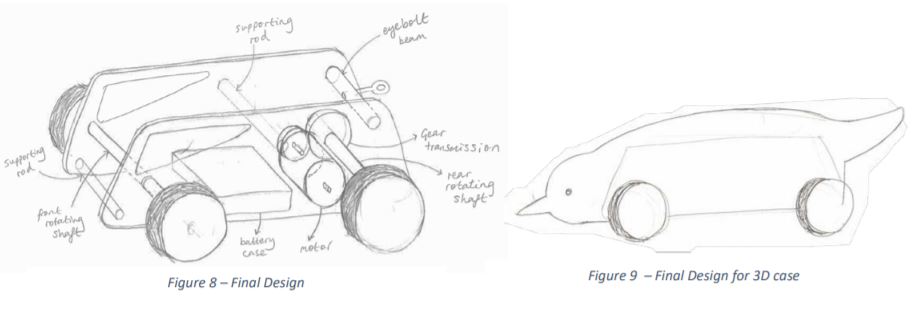 supporting
rod
eyebolt
beam
Gear
transmission
rear
rotating
shaft
supporting
rod
front
rotating
shaft
battery
case
motor
Figure 8 – Final Design
Figure 9 – Final Design for 3D case